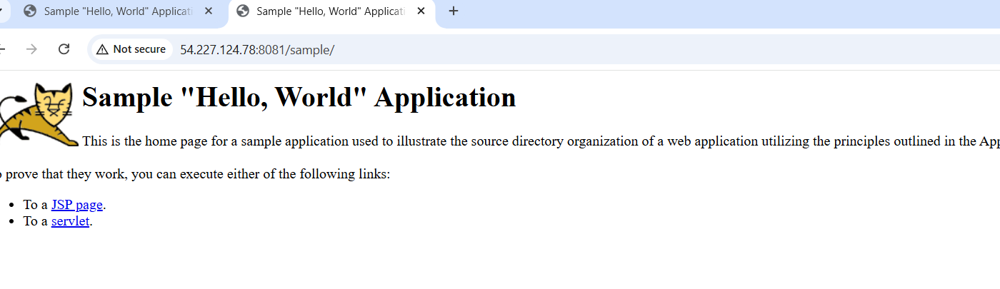 Sample "Hello, World" Applicati
Sample "Hello, World" Applicati
Not secure
54.227.124.78:8081/sample/
Sample "Hello, World" Application
This is the home page for a sample application used to illustrate the source directory organization of a web application utilizing the principles outlined in the App
prove that they work, you can execute either of the following links:
To a JSP page.
To a servlet.